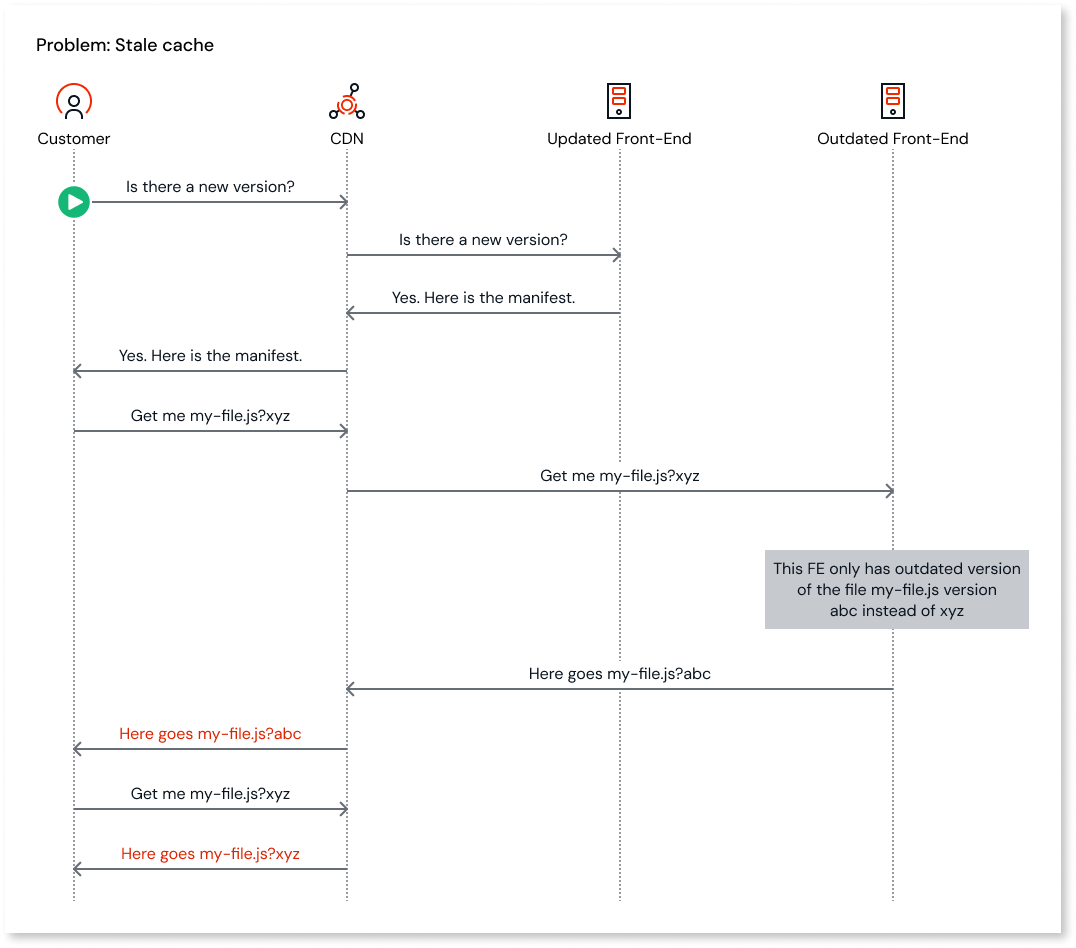 Problem: Stale cache
Customer
CDN
Updated Front-End
Outdated Front-End
Is there a new version?
Is there a new version?
Yes. Here is the manifest.
Yes. Here is the manifest.
Get me my-file.js?xyz
Get me my-file.js?xyz
This FE only has outdated version
of the file my-file.js version
abc instead of xyz
Here goes my-file.js?abc
Here goes my-file.js?abc
Get me my-file.js?xyz
Here goes my-file.js?xyz